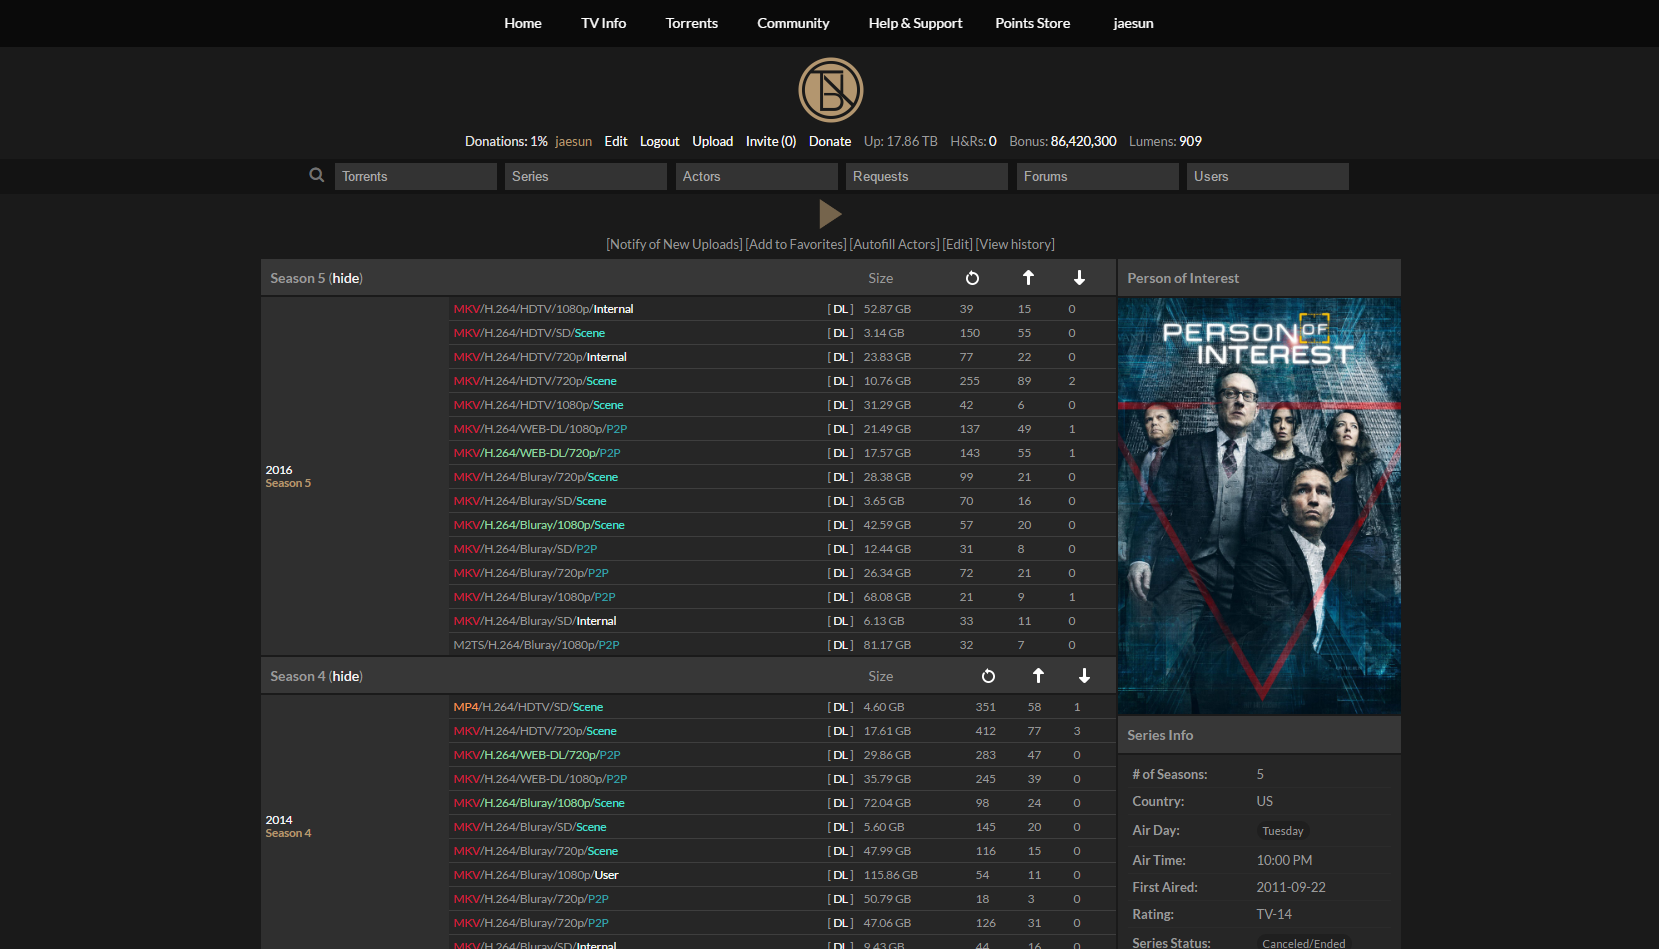 Home TV Info Torrents Community Help & Support Points Store jaesun
Donations: 1% jaesun Edit Logout Upload Invite (0) Donate Up: 17.86 TB H&Rs: 0 Bonus: 86,420,300 Lumens: 909
Torrents Series Actors Requests Forums Users
[Notify of New Uploads] [Add to Favorites] [Autofill Actors] [Edit] [View history]
Season 5 (hide) Size
MKV/H.264/HDTV/1080p/Internal [ DL ] 52.87 GB 39 15 0
MKV/H.264/HDTV/SD/Scene [ DL ] 3.14 GB 150 55 0
MKV/H.264/HDTV/720p/Internal [ DL ] 23.83 GB 77 22 0
MKV/H.264/HDTV/720p/Scene [ DL ] 10.76 GB 255 89 2
MKV/H.264/HDTV/1080p/Scene [ DL ] 31.29 GB 42 6 0
MKV/H.264/WEB-DL/1080p/P2P [ DL ] 21.49 GB 137 49 1
MKV/H.264/WEB-DL/720p/P2P [ DL ] 17.57 GB 143 55 1
2016
Season 5
MKV/H.264/Bluray/720p/Scene [ DL ] 28.38 GB 99 21 0
MKV/H.264/Bluray/SD/Scene [ DL ] 3.65 GB 70 16 0
MKV/H.264/Bluray/1080p/Scene [ DL ] 42.59 GB 57 20 0
MKV/H.264/Bluray/SD/P2P [ DL ] 12.44 GB 31 8 0
MKV/H.264/Bluray/720p/P2P [ DL ] 26.34 GB 72 21 0
MKV/H.264/Bluray/1080p/P2P [ DL ] 68.08 GB 21 9 1
MKV/H.264/Bluray/SD/Internal [ DL ] 6.13 GB 33 11 0
M2TS/H.264/Bluray/1080p/P2P [ DL ] 81.17 GB 32 7 0
Season 4 (hide) Size
MP4/H.264/HDTV/SD/Scene [ DL ] 4.60 GB 351 58 1
MKV/H.264/HDTV/720p/Scene [ DL ] 17.61 GB 412 77 3
MKV/H.264/WEB-DL/720p/P2P [ DL ] 29.86 GB 283 47 0
MKV/H.264/WEB-DL/1080p/P2P [ DL ] 35.79 GB 245 39 0
MKV/H.264/Bluray/1080p/Scene [ DL ] 72.04 GB 98 24 0
2014
Season 4
MKV/H.264/Bluray/SD/Scene [ DL ] 5.60 GB 145 20 0
MKV/H.264/Bluray/720p/Scene [ DL ] 47.99 GB 116 15 0
MKV/H.264/Bluray/1080p/User [ DL ] 115.86 GB 54 11 0
MKV/H.264/Bluray/720p/P2P [ DL ] 50.79 GB 18 3 0
MKV/H.264/Bluray/720p/P2P [ DL ] 47.06 GB 126 31 0
MKV/H.264/Bluray/SD/Internal [ DL ] 9.43 GB 44 16 0
Person of Interest
PERSON OF
INTEREST
Series Info
# of Seasons: 5
Country: US
Air Day: Tuesday
Air Time: 10:00 PM
First Aired: 2011-09-22
Rating: TV-14
Series Status: Canceled/Ended